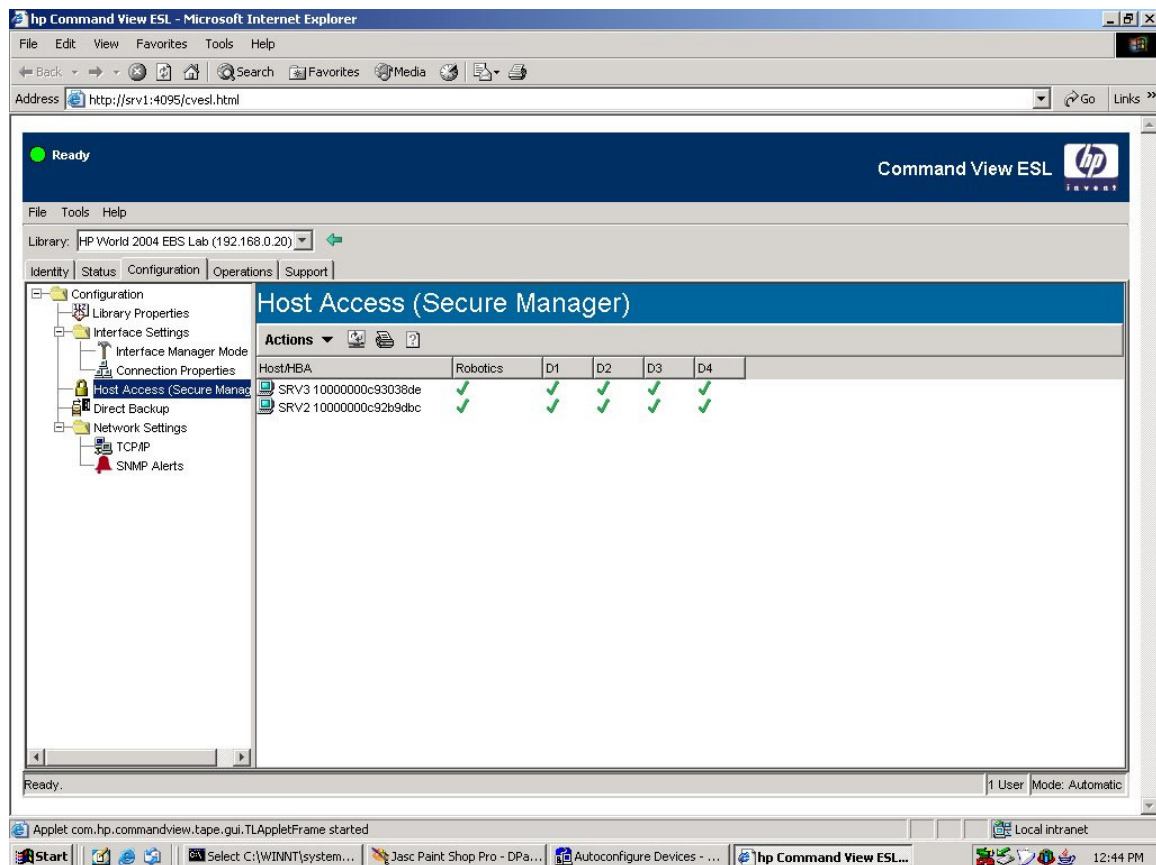 hp Command View ESL - Microsoft Internet Explorer
File Edit View Favorites Tools Help
Back Search Favorites Media
Address http://srv1:4095/cvesl.html Go Links »
Ready
Command View ESL hp
invent
File Tools Help
Library: HP World 2004 EBS Lab (192.168.0.20)
Identity Status Configuration Operations Support
Configuration
Library Properties
Interface Settings
Interface Manager Mode
Connection Properties
Host Access (Secure Manag
Direct Backup
Network Settings
TCP/IP
SNMP Alerts
Host Access (Secure Manager)
Actions
Host/HBA Robotics D1 D2 D3 D4
SRV3 10000000c93038de
SRV2 10000000c92b9dbc
Ready. 1 User Mode: Automatic
Applet com.hp.commandview.tape.gui.TLAppletFrame started Local intranet
Start Select C:\WINNT\system... Jasc Paint Shop Pro - DPa... Autoconfigure Devices - ... hp Command View ESL... 12:44 PM